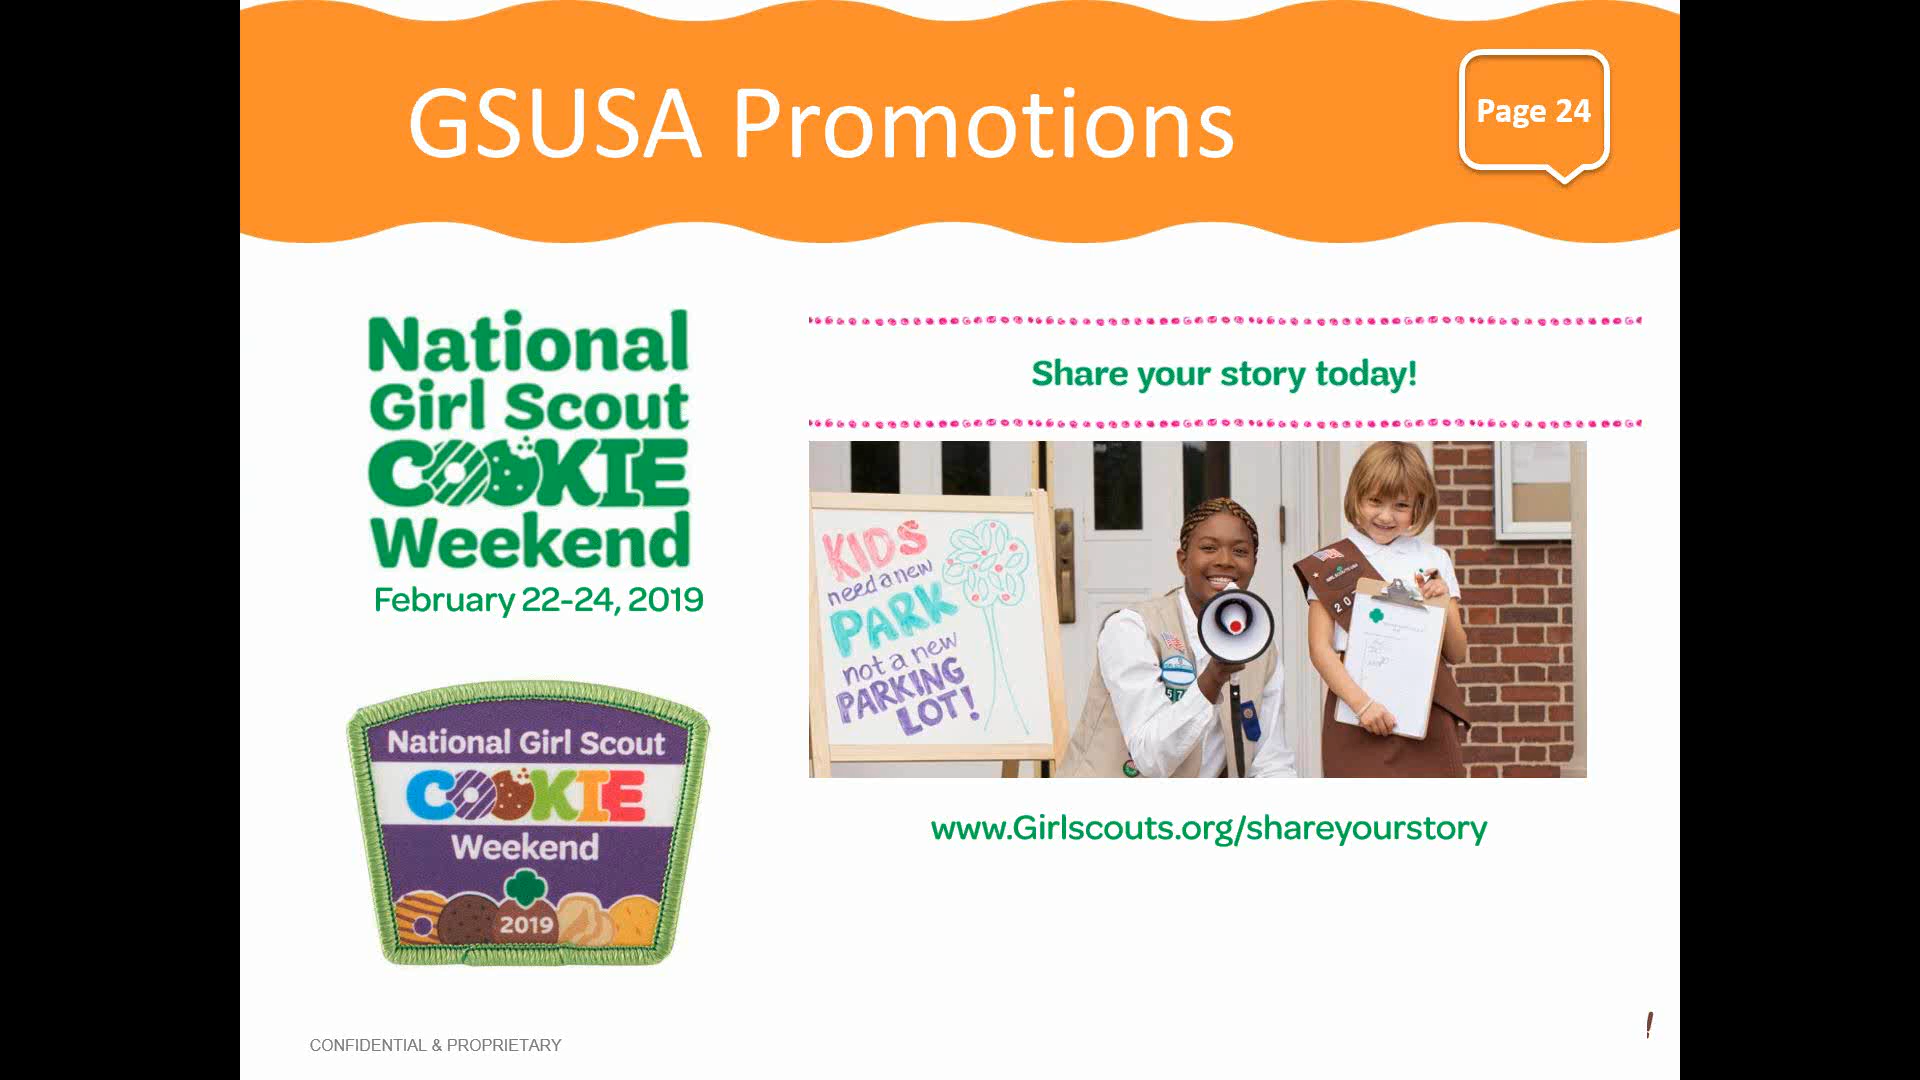 GSUSA Promotions
Page 24
National
Girl Scout
COOKIE
Weekend
February 22-24, 2019
National Girl Scout
COOKIE
Weekend
2019
Share your story today!
KIDS
need a new
PARK
not a new
PARKING
LOT!
www.Girlscouts.org/shareyourstory
CONFIDENTIAL & PROPRIETARY
!